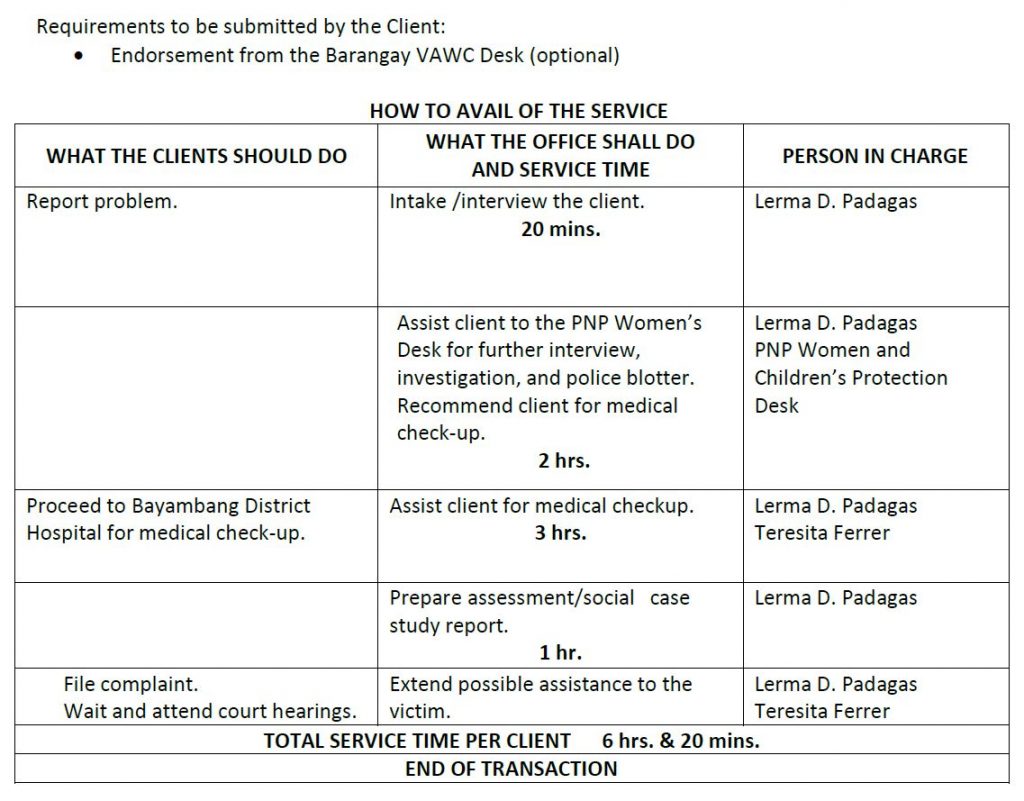 Requirements to be submitted by the Client:
• Endorsement from the Barangay VAWC Desk (optional)
HOW TO AVAIL OF THE SERVICE
WHAT THE CLIENTS SHOULD DO
WHAT THE OFFICE SHALL DO
AND SERVICE TIME
PERSON IN CHARGE
Report problem.
Intake /interview the client.
20 mins.
Lerma D. Padagas
Assist client to the PNP Women’s
Desk for further interview,
investigation, and police blotter.
Recommend client for medical
check-up.
2 hrs.
Lerma D. Padagas
PNP Women and
Children’s Protection
Desk
Proceed to Bayambang District
Hospital for medical check-up.
Assist client for medical checkup.
3 hrs.
Lerma D. Padagas
Teresita Ferrer
Prepare assessment/social case
study report.
1 hr.
Lerma D. Padagas
File complaint.
Wait and attend court hearings.
Extend possible assistance to the
victim.
Lerma D. Padagas
Teresita Ferrer
TOTAL SERVICE TIME PER CLIENT 6 hrs. & 20 mins.
END OF TRANSACTION